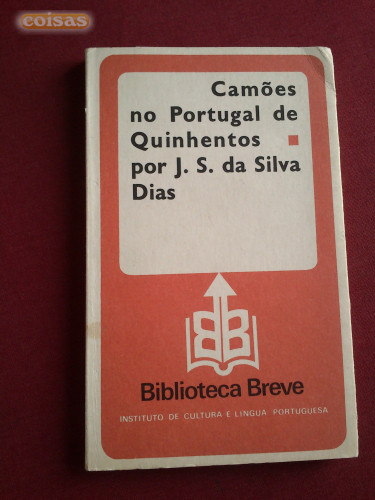 coisas
Camões
no Portugal de
Quinhentos
por J. S. da Silva
Dias
Biblioteca Breve
INSTITUTO DE CULTURA E LÍNGUA PORTUGUESA